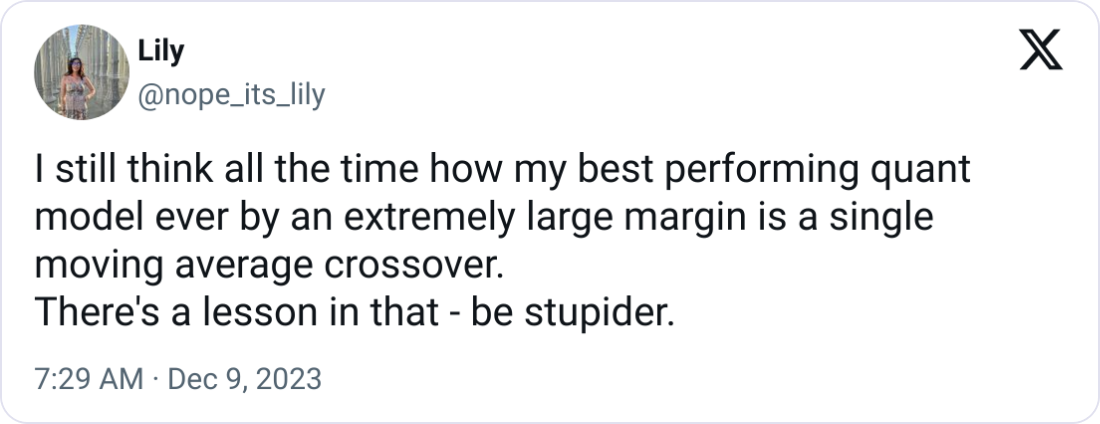 Lily
@nope_its_lily
I still think all the time how my best performing quant
model ever by an extremely large margin is a single
moving average crossover.
There's a lesson in that - be stupider.
7:29 AM · Dec 9, 2023